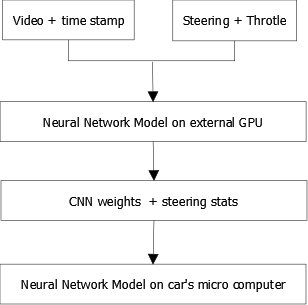 Video + time stamp
Steering + Throtle
Neural Network Model on external GPU
CNN weights + steering stats
Neural Network Model on car's micro computer